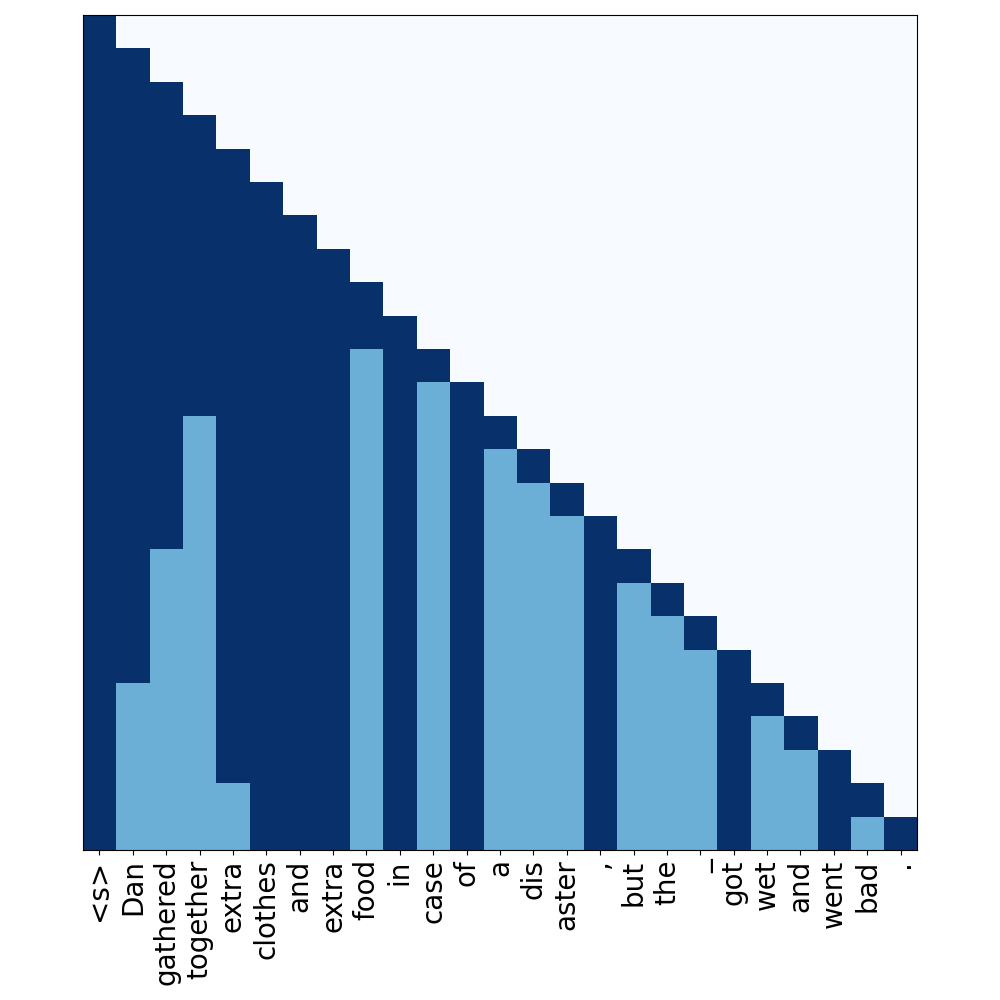 <s>
Dan
gathered
together
extra
clothes
and
extra
food
in
case
of
a
dis
aster
,
but
the
_
got
wet
and
went
bad
.